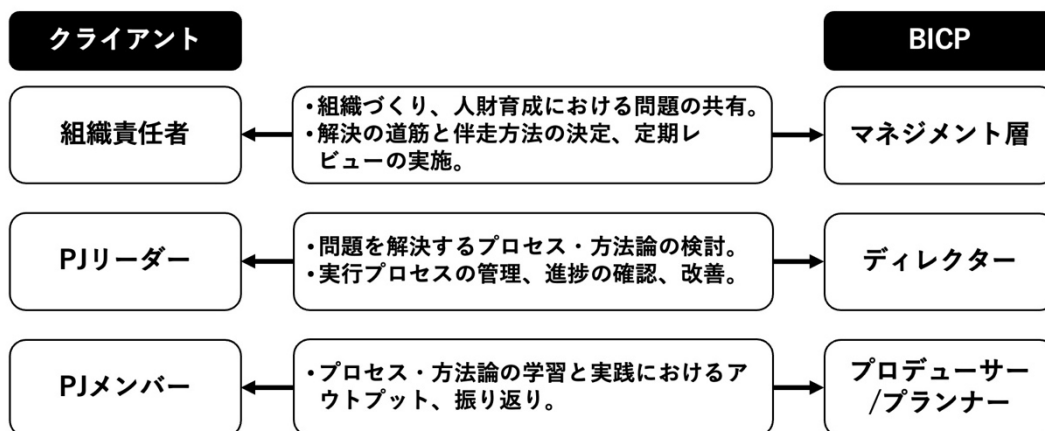 クライアント
BICP
組織責任者
・組織づくり、人財育成における問題の共有。
・解決の道筋と伴走方法の決定、定期レ
ビューの実施。
マネジメント層
PJリーダー
・問題を解決するプロセス・方法論の検討。
・実行プロセスの管理、進捗の確認、改善。
ディレクター
PJメンバー
・プロセス・方法論の学習と実践におけるア
ウトプット、振り返り。
プロデューサー
/プランナー